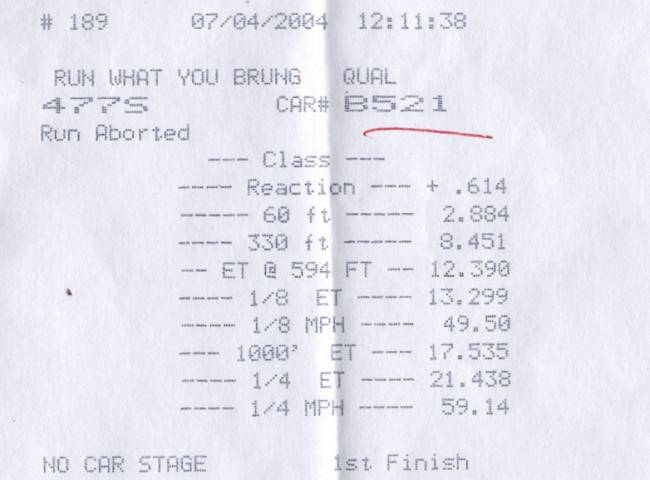 # 189 07/04/2004 12:11:38
RUN WHAT YOU BRUNG QUAL
477S CAR# B521
Run Aborted
--- Class ---
---- Reaction --- + .614
----- 60 ft ----- 2.884
---- 330 ft ---- 8.451
-- ET @ 594 FT -- 12.390
---- 1/8 ET ---- 13.299
---- 1/8 MPH ---- 49.50
--- 1000' ET --- 17.535
---- 1/4 ET ---- 21.438
---- 1/4 MPH ---- 59.14
NO CAR STAGE 1st Finish